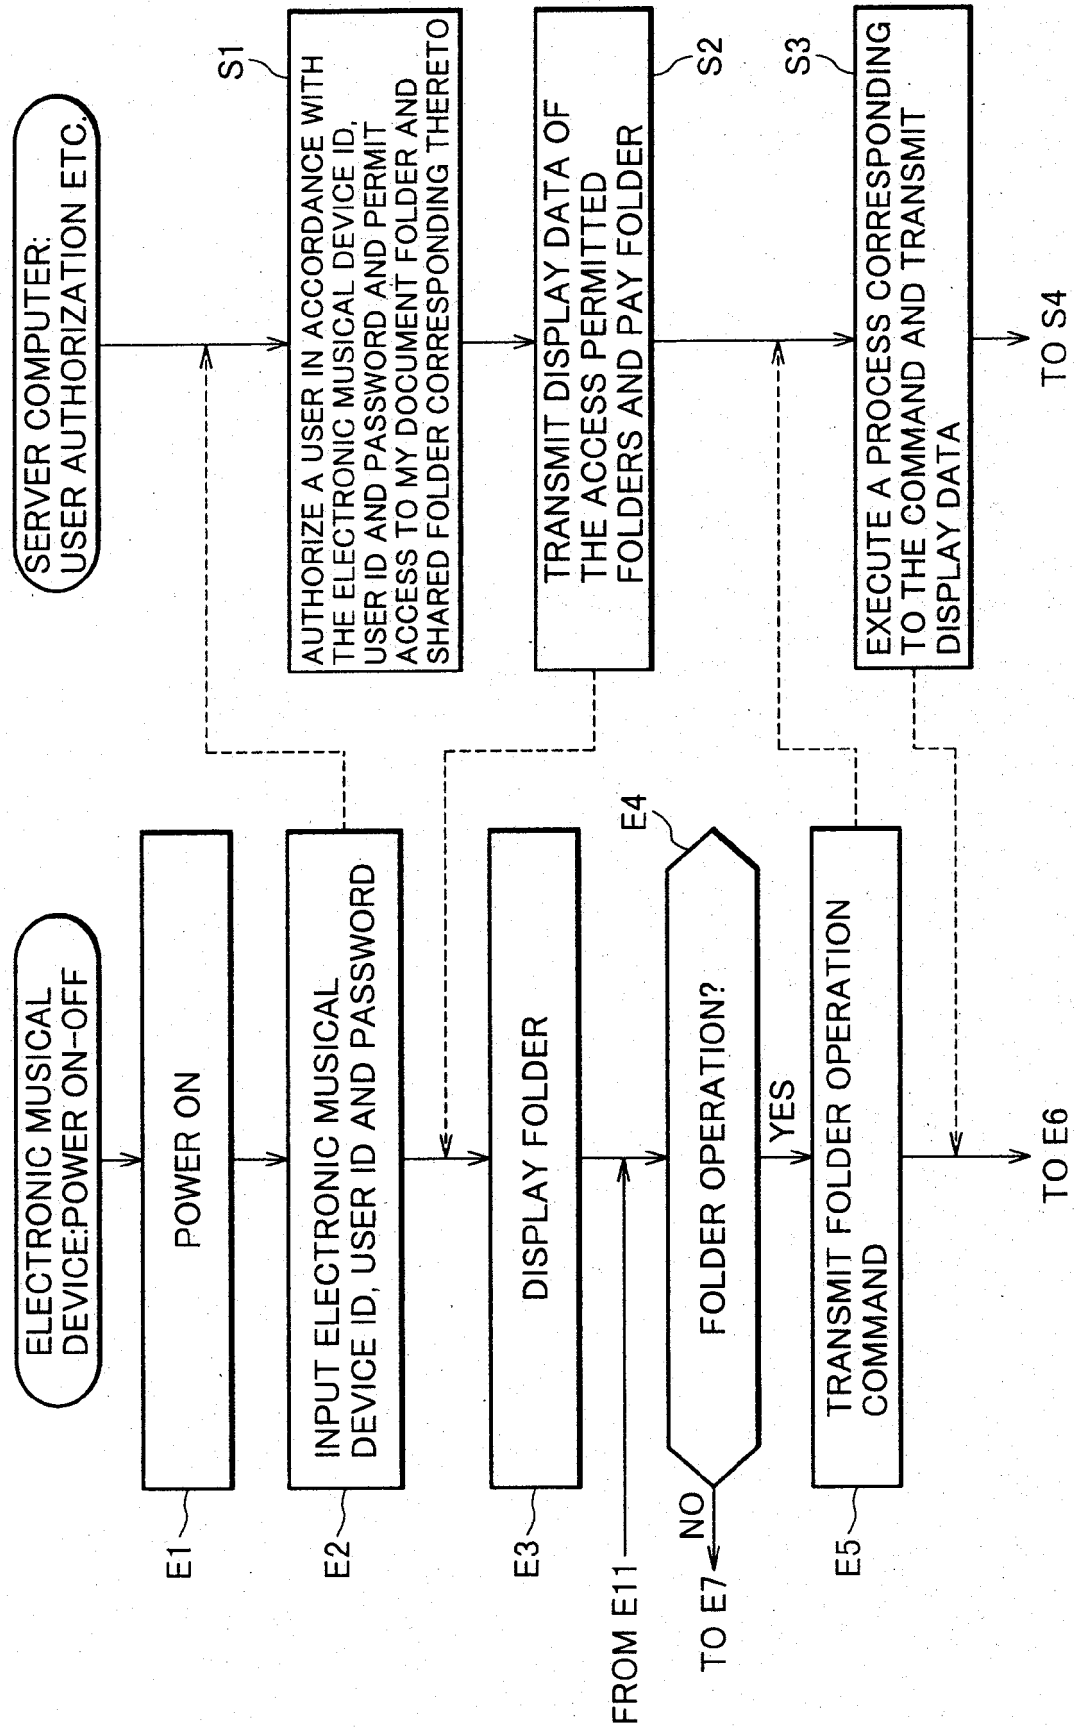 ELECTRONIC MUSICAL
DEVICE:POWER ON-OFF
E1
POWER ON
E2
INPUT ELECTRONIC MUSICAL
DEVICE ID, USER ID AND PASSWORD
E3
DISPLAY FOLDER
FROM E11
E4
FOLDER OPERATION?
NO
TO E7
YES
E5
TRANSMIT FOLDER OPERATION
COMMAND
TO E6
SERVER COMPUTER:
USER AUTHORIZATION ETC.
S1
AUTHORIZE A USER IN ACCORDANCE WITH
THE ELECTRONIC MUSICAL DEVICE ID,
USER ID AND PASSWORD AND PERMIT
ACCESS TO MY DOCUMENT FOLDER AND
SHARED FOLDER CORRESPONDING THERETO
S2
TRANSMIT DISPLAY DATA OF
THE ACCESS PERMITTED
FOLDERS AND PAY FOLDER
S3
EXECUTE A PROCESS CORRESPONDING
TO THE COMMAND AND TRANSMIT
DISPLAY DATA
TO S4